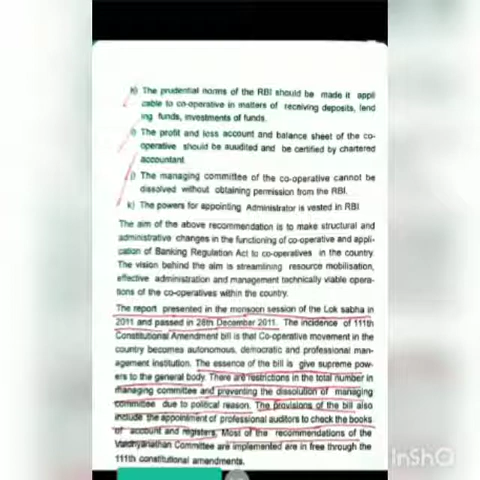 h) The prudential norms of the RBI should be made it appli
cable to co-operative in matters of receiving deposits, lend
ing funds, investments of funds.
i) The profit and loss account and balance sheet of the co-
operative should be auudited and be certified by chartered
accountant.
j) The managing committee of the co-operative cannot be
dissolved without obtaining permission from the RBI.
k) The powers for appointing Administrator is vested in RBI
The aim of the above recommendation is to make structural and
administrative changes in the functioning of co-operative and appli-
cation of Banking Regulation Act to co-operatives in the country.
The vision behind the aim is streamlining resource mobilisation,
effective administration and management technically viable opera-
tions of the co-operatives within the country.
The report presented in the monsoon session of the Lok sabha in
2011 and passed in 28th December 2011. The incidence of 111th
Constitutional Amendment Bill is that Co-operative movement in the
country becomes autonomous, democratic and professional man-
agement institution. The essence of the bill is give supreme pow-
ers to the general body. There are restrictions in the total number in
managing committee and preventing the dissolution of managing
committee due to political reason. The provisions of the bill also
include the appointment of professional auditors to check the books
of account and registers. Most of the recommendations of the
Vaidhyanathan Committee are implemented are in free through the
111th constitutional amendments.
InShO